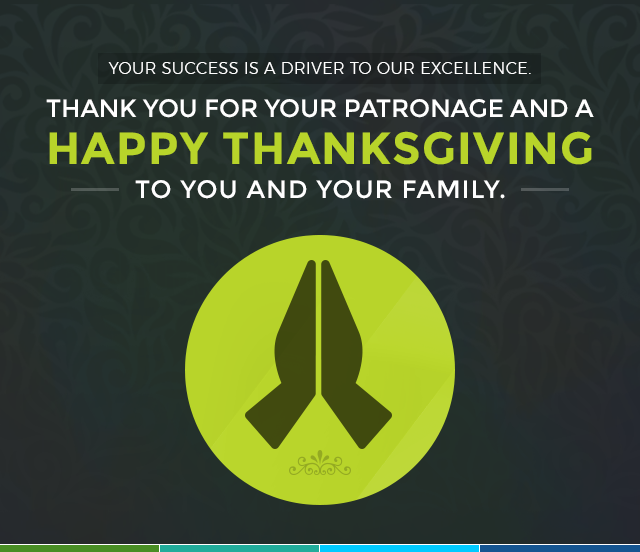 YOUR SUCCESS IS A DRIVER TO OUR EXCELLENCE.
THANK YOU FOR YOUR PATRONAGE AND A
HAPPY THANKSGIVING
TO YOU AND YOUR FAMILY.